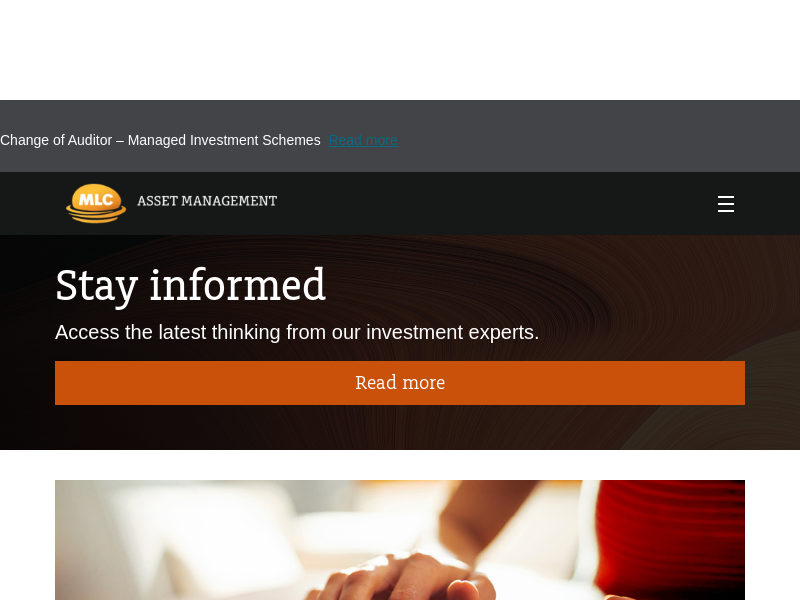 Change of Auditor – Managed Investment Schemes Read more
MLC ASSET MANAGEMENT
Stay informed
Access the latest thinking from our investment experts.
Read more